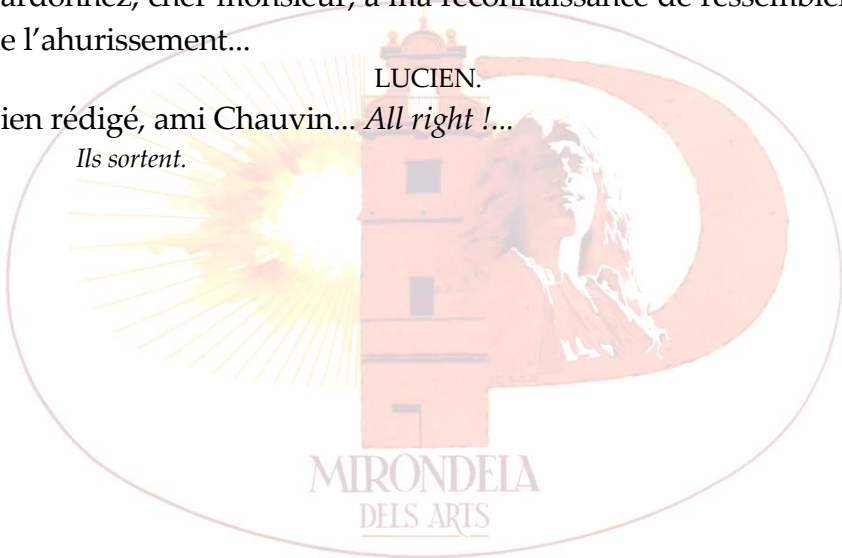 ardonnez, cher monsieur, à ma reconnaissance de ressembler
e l'ahurissement...
LUCIEN.
ien rédigé, ami Chauvin... All right !...
Ils sortent.
MIRONDELA
DELS ARTS